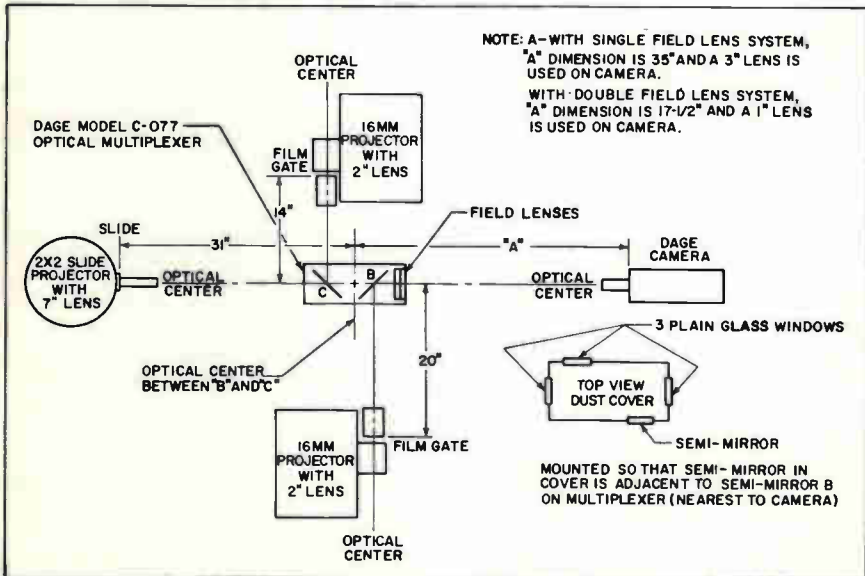 NOTE: A-WITH SINGLE FIELD LENS SYSTEM,
"A" DIMENSION IS 35" AND A 3" LENS IS
USED ON CAMERA.
WITH DOUBLE FIELD LENS SYSTEM,
"A" DIMENSION IS 17-1/2" AND A 1" LENS
IS USED ON CAMERA.
OPTICAL
CENTER
DAGE MODEL C-077
OPTICAL MULTIPLEXER
FILM
GATE
16MM
PROJECTOR
WITH
2" LENS
14"
FIELD LENSES
SLIDE
31"
"A"
DAGE
CAMERA
2X2 SLIDE
PROJECTOR
WITH
7" LENS
OPTICAL
CENTER
C
B
OPTICAL
CENTER
3 PLAIN GLASS WINDOWS
OPTICAL CENTER
BETWEEN "B" AND "C"
20"
TOP VIEW
DUST COVER
SEMI-MIRROR
16MM
PROJECTOR
WITH
2" LENS
FILM GATE
MOUNTED SO THAT SEMI-MIRROR IN
COVER IS ADJACENT TO SEMI-MIRROR B
ON MULTIPLEXER (NEAREST TO CAMERA)
OPTICAL
CENTER